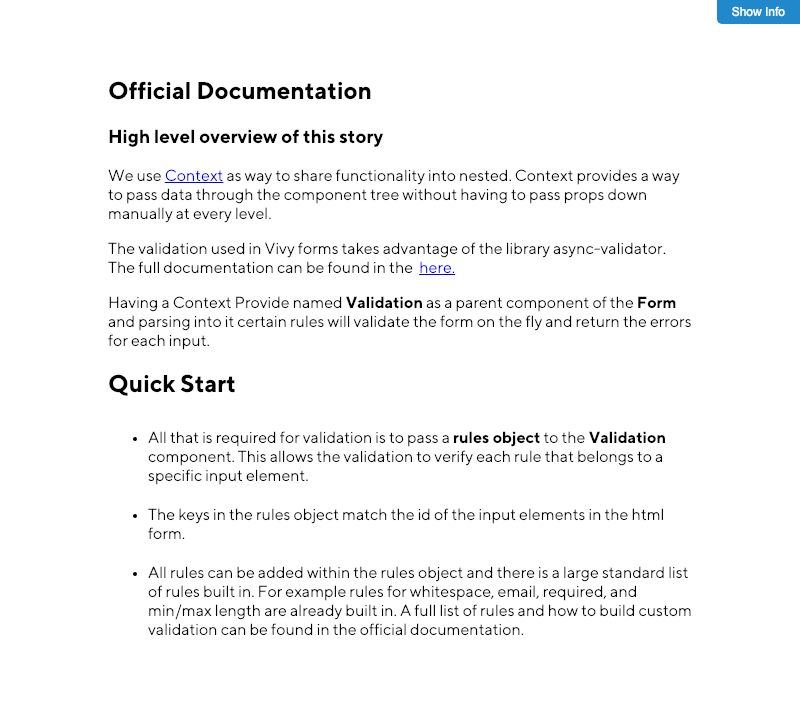 Show Info
Official Documentation
High level overview of this story
We use Context as way to share functionality into nested. Context provides a way
to pass data through the component tree without having to pass props down
manually at every level.
The validation used in Vivy forms takes advantage of the library async-validator.
The full documentation can be found in the here.
Having a Context Provide named Validation as a parent component of the Form
and parsing into it certain rules will validate the form on the fly and return the errors
for each input.
Quick Start
• All that is required for validation is to pass a rules object to the Validation
component. This allows the validation to verify each rule that belongs to a
specific input element.
• The keys in the rules object match the id of the input elements in the html
form.
• All rules can be added within the rules object and there is a large standard list
of rules built in. For example rules for whitespace, email, required, and
min/max length are already built in. A full list of rules and how to build custom
validation can be found in the official documentation.